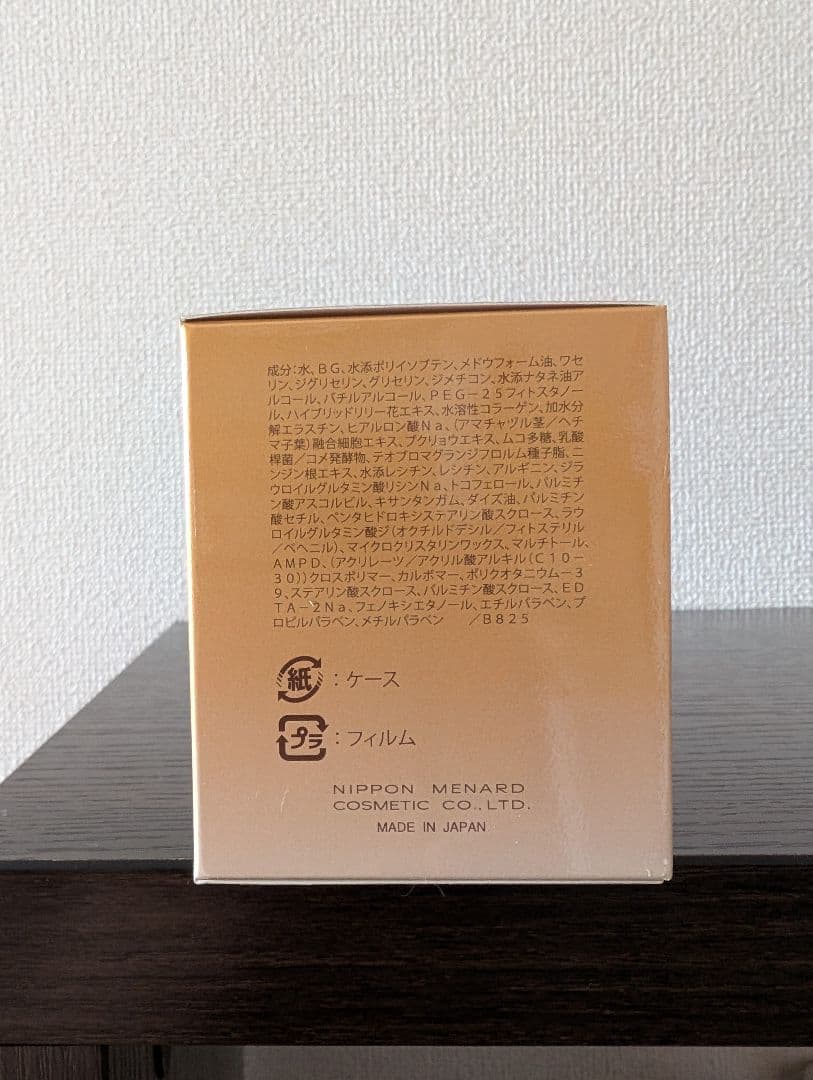 成分:水、ＢＧ、水添ポリイソブテン、メドウフォーム油、ワセ
リン、ジグリセリン、グリセリン、ジメチコン、水添ナタネ油ア
ルコール、バチルアルコール、ＰＥＧ－２５フィトスタノー
ル、ハイブリッドリリー花エキス、水溶性コラーゲン、加水分
解エラスチン、ヒアルロン酸Ｎａ、(アマチャヅル茎／ヘチ
マ子葉)融合細胞エキス、ブクリョウエキス、ムコ多糖、乳酸
桿菌／コメ発酵物、テオブロマグランジフロルム種子脂、ニ
ンジン根エキス、水添レシチン、レシチン、アルギニン、ジラ
ウロイルグルタミン酸リシンＮａ、トコフェロール、パルミチ
ン酸アスコルビル、キサンタンガム、ダイズ油、パルミチン
酸セチル、ペンタヒドロキシステアリン酸スクロース、ラウ
ロイルグルタミン酸ジ(オクチルドデシル／フィトステリル
／ベヘニル)、マイクロクリスタリンワックス、マルチトール、
ＡＭＰＤ、(アクリレーツ／アクリル酸アルキル(Ｃ１０－
３０))クロスポリマー、カルボマー、ポリクオタニウム－３
９、ステアリン酸スクロース、パルミチン酸スクロース、ＥＤ
ＴＡ－２Ｎａ、フェノキシエタノール、エチルパラベン、プ
ロピルパラベン、メチルパラベン　／Ｂ８２５
紙:ケース
プラ:フィルム
NIPPON MENARD
COSMETIC CO.,LTD.
MADE IN JAPAN